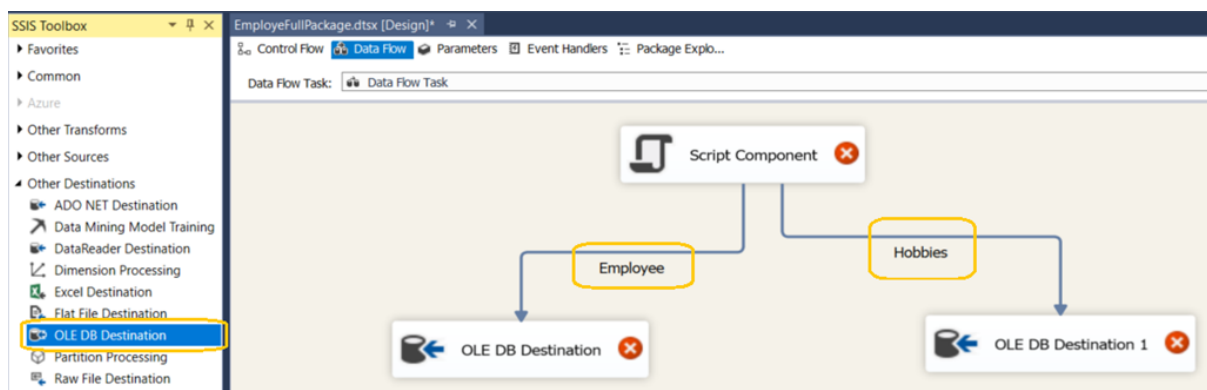 SSIS Toolbox
Favorites
Common
Azure
Other Transforms
Other Sources
Other Destinations
ADO NET Destination
Data Mining Model Training
DataReader Destination
Dimension Processing
Excel Destination
Flat File Destination
OLE DB Destination
Partition Processing
Raw File Destination
EmployeFullPackage.dtsx [Design]*
Control Flow Data Flow Parameters Event Handlers Package Explo...
Data Flow Task: Data Flow Task
Script Component
Employee
Hobbies
OLE DB Destination
OLE DB Destination 1